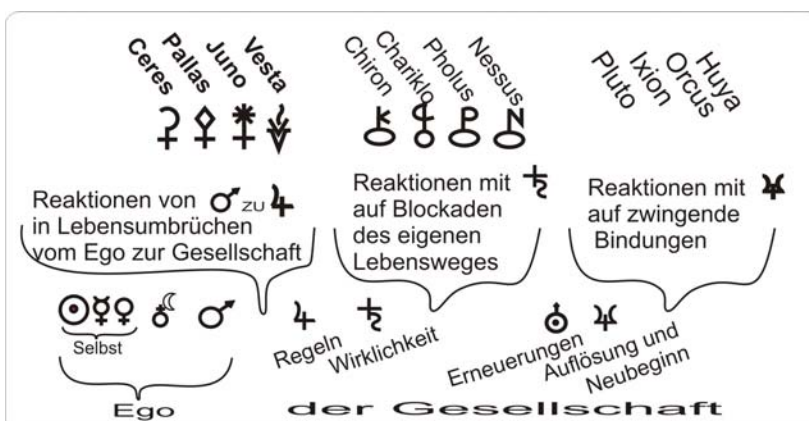 Ceres
Pallas
Juno
Vesta
Chiron
Chariklo
Pholus
Nessus
Pluto
Ixion
Orcus
Huya
Reaktionen von ♂ zu ♃
in Lebensumbrüchen
vom Ego zur Gesellschaft
Reaktionen mit ♄
auf Blockaden
des eigenen
Lebensweges
Reaktionen mit ♆
auf zwingende
Bindungen
Selbst
Ego
Regeln
Wirklichkeit
Erneuerungen
Auflösung und
Neubeginn
der Gesellschaft